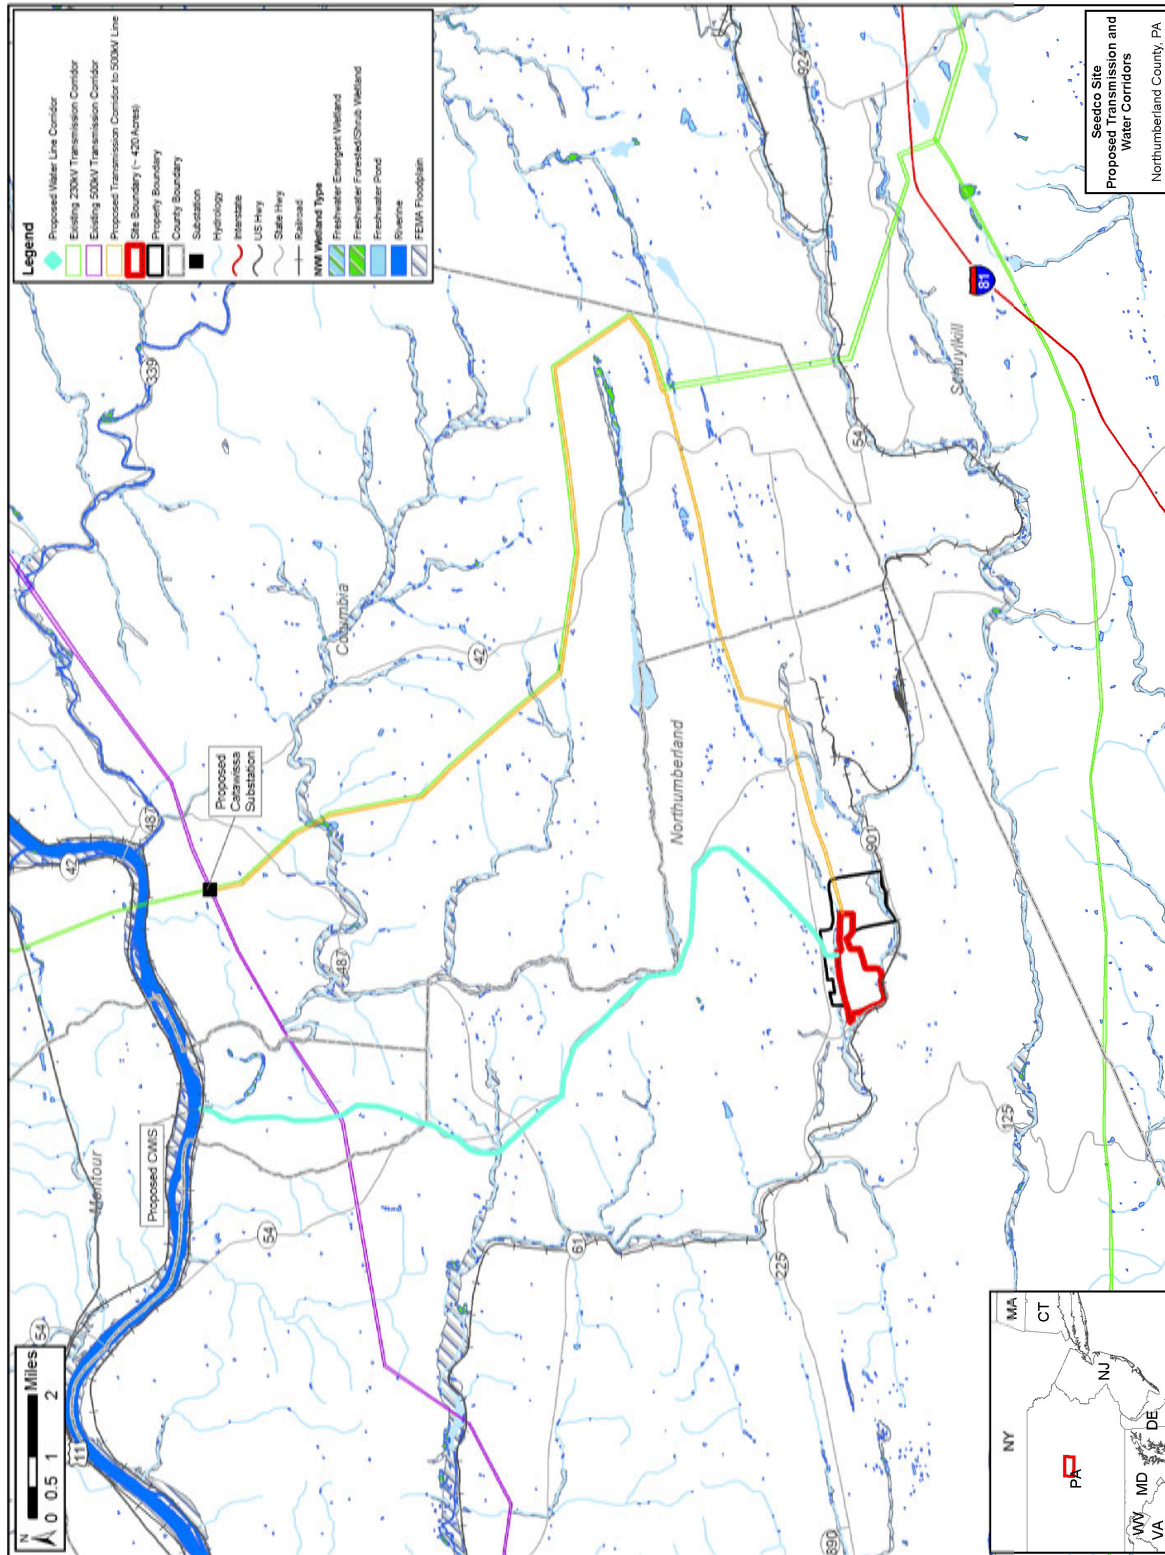 N
0 0.5 1 2
Miles
Legend
Proposed Water Line Corridor
Existing 230kV Transmission Corridor
Existing 500kV Transmission Corridor
Proposed Transmission Corridor to 500kV Line
Site Boundary (~ 420 Acres)
Property Boundary
County Boundary
Substation
Hydrology
Interstate
US Hwy
State Hwy
Railroad
NWI Wetland Type
Freshwater Emergent Wetland
Freshwater Forested/Shrub Wetland
Freshwater Pond
Riverine
FEMA Floodplain
11
54
Montour
Proposed CWIS
54
42
487
Proposed
Catawissa
Substation
339
487
Columbia
42
61
Northumberland
225
901
54
924
890
125
Schuylkill
81
NY
MA
CT
PA
NJ
MD
DE
WV
VA
Seedco Site
Proposed Transmission and
Water Corridors
Northumberland County, PA